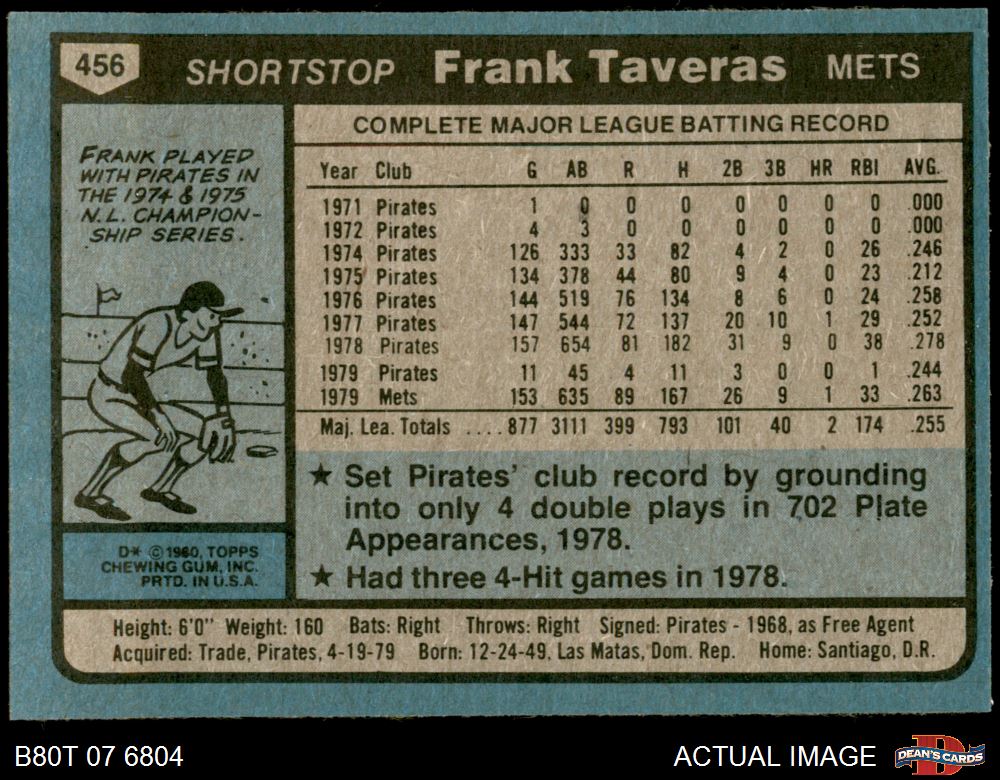 456 SHORTSTOP Frank Taveras METS
FRANK PLAYED
WITH PIRATES IN
THE 1974 & 1975
N.L. CHAMPION-
SHIP SERIES.
D* © 1980, TOPPS
CHEWING GUM, INC.
PRTD. IN U.S.A.
COMPLETE MAJOR LEAGUE BATTING RECORD
Year Club G AB R H 2B 3B HR RBI AVG.
1971 Pirates 1 0 0 0 0 0 0 0 .000
1972 Pirates 4 3 0 0 0 0 0 0 .000
1974 Pirates 126 333 33 82 4 2 0 26 .246
1975 Pirates 134 378 44 80 9 4 0 23 .212
1976 Pirates 144 519 76 134 8 6 0 24 .258
1977 Pirates 147 544 72 137 20 10 1 29 .252
1978 Pirates 157 654 81 182 31 9 0 38 .278
1979 Pirates 11 45 4 11 3 0 0 1 .244
1979 Mets 153 635 89 167 26 9 1 33 .263
Maj. Lea. Totals ....877 3111 399 793 101 40 2 174 .255
★ Set Pirates' club record by grounding
into only 4 double plays in 702 Plate
Appearances, 1978.
★ Had three 4-Hit games in 1978.
Height: 6'0" Weight: 160 Bats: Right Throws: Right Signed: Pirates - 1968, as Free Agent
Acquired: Trade, Pirates, 4-19-79 Born: 12-24-49, Las Matas, Dom. Rep. Home: Santiago, D.R.
B80T 07 6804 ACTUAL IMAGE DEAN'S CARDS